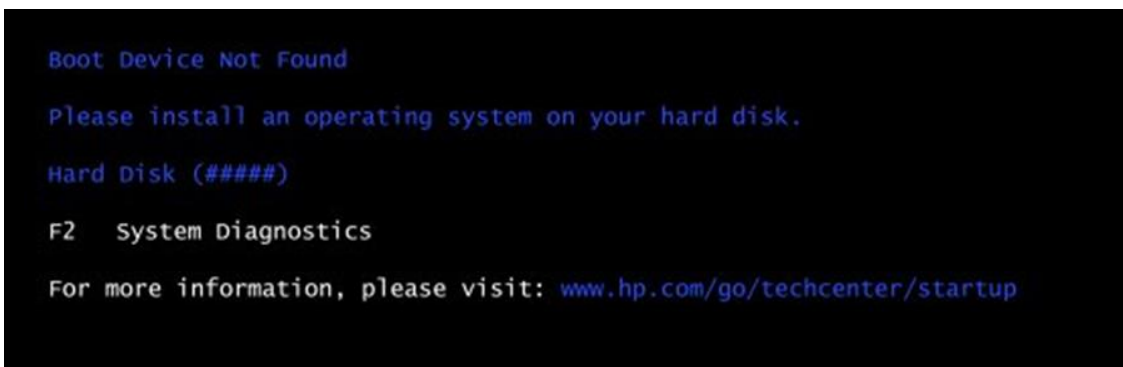 Boot Device Not Found
Please install an operating system on your hard disk.
Hard Disk (#####)
F2 System Diagnostics
For more information, please visit: www.hp.com/go/techcenter/startup